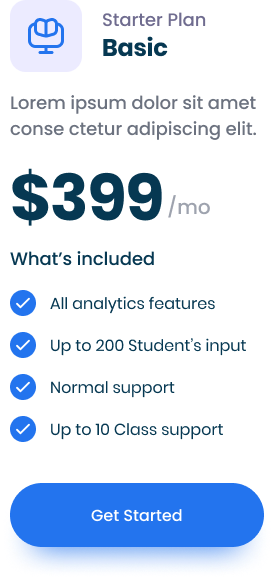 Starter Plan
Basic
Lorem ipsum dolor sit amet
conse ctetur adipiscing elit.
$399 /mo
What’s included
All analytics features
Up to 200 Student’s input
Normal support
Up to 10 Class support
Get Started